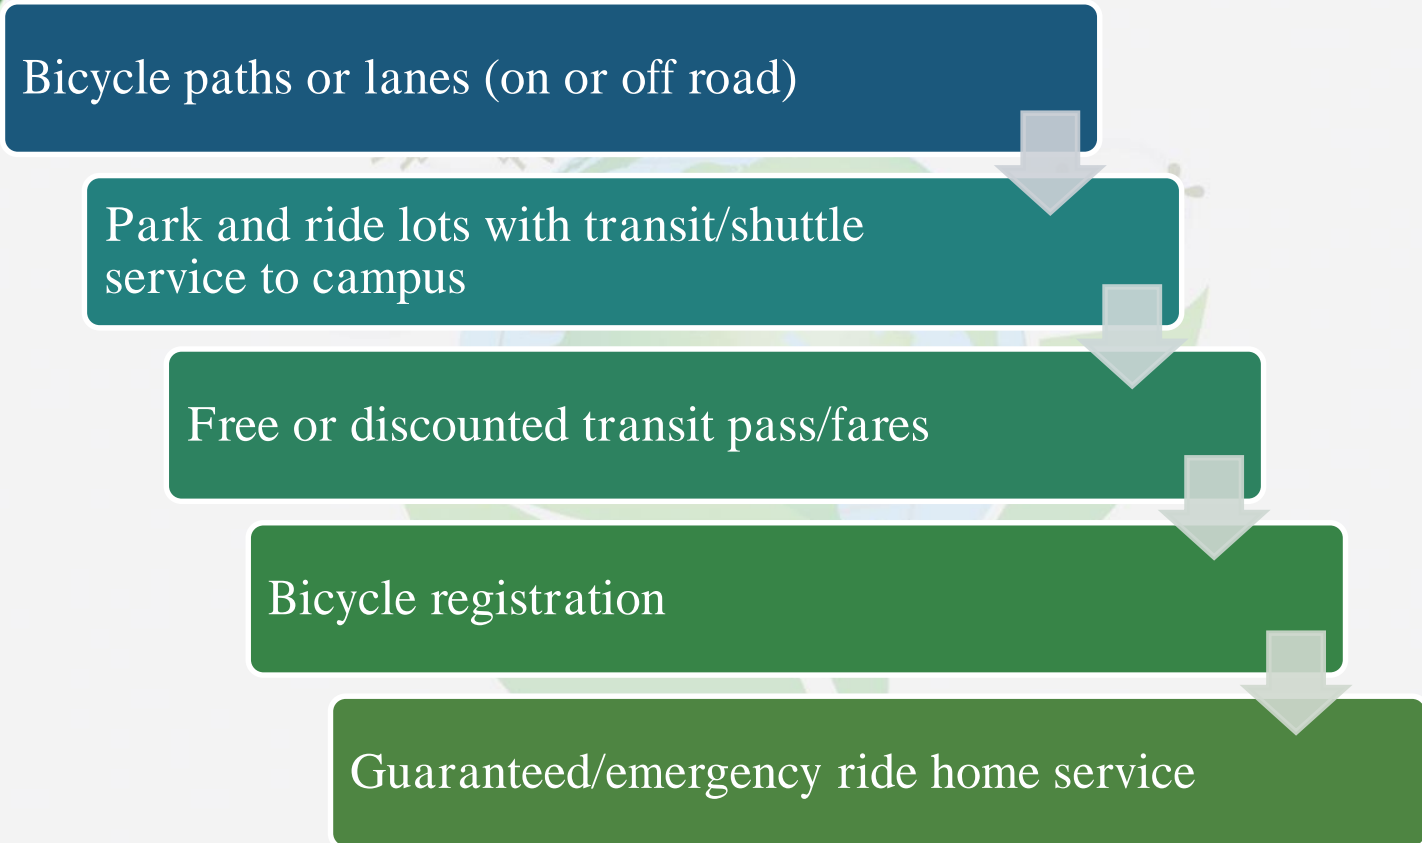 Bicycle paths or lanes (on or off road)
Park and ride lots with transit/shuttle
service to campus
Free or discounted transit pass/fares
Bicycle registration
Guaranteed/emergency ride home service